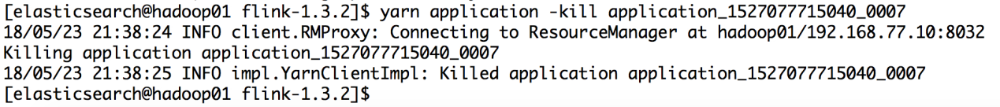 [elasticsearch@hadoop01 flink-1.3.2]$ yarn application -kill application_1527077715040_0007
18/05/23 21:38:24 INFO client.RMProxy: Connecting to ResourceManager at hadoop01/192.168.77.10:8032
Killing application application_1527077715040_0007
18/05/23 21:38:25 INFO impl.YarnClientImpl: Killed application application_1527077715040_0007
[elasticsearch@hadoop01 flink-1.3.2]$